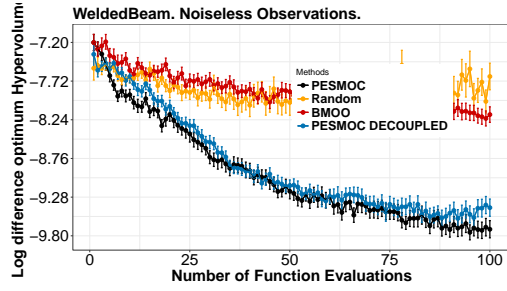 WeldedBeam. Noiseless Observations.
Log difference optimum Hypervolume
−7.20
−7.72
−8.24
−8.76
−9.28
−9.80
Methods
PESMOC
Random
BMOO
PESMOC DECOUPLED
0
25
50
75
100
Number of Function Evaluations